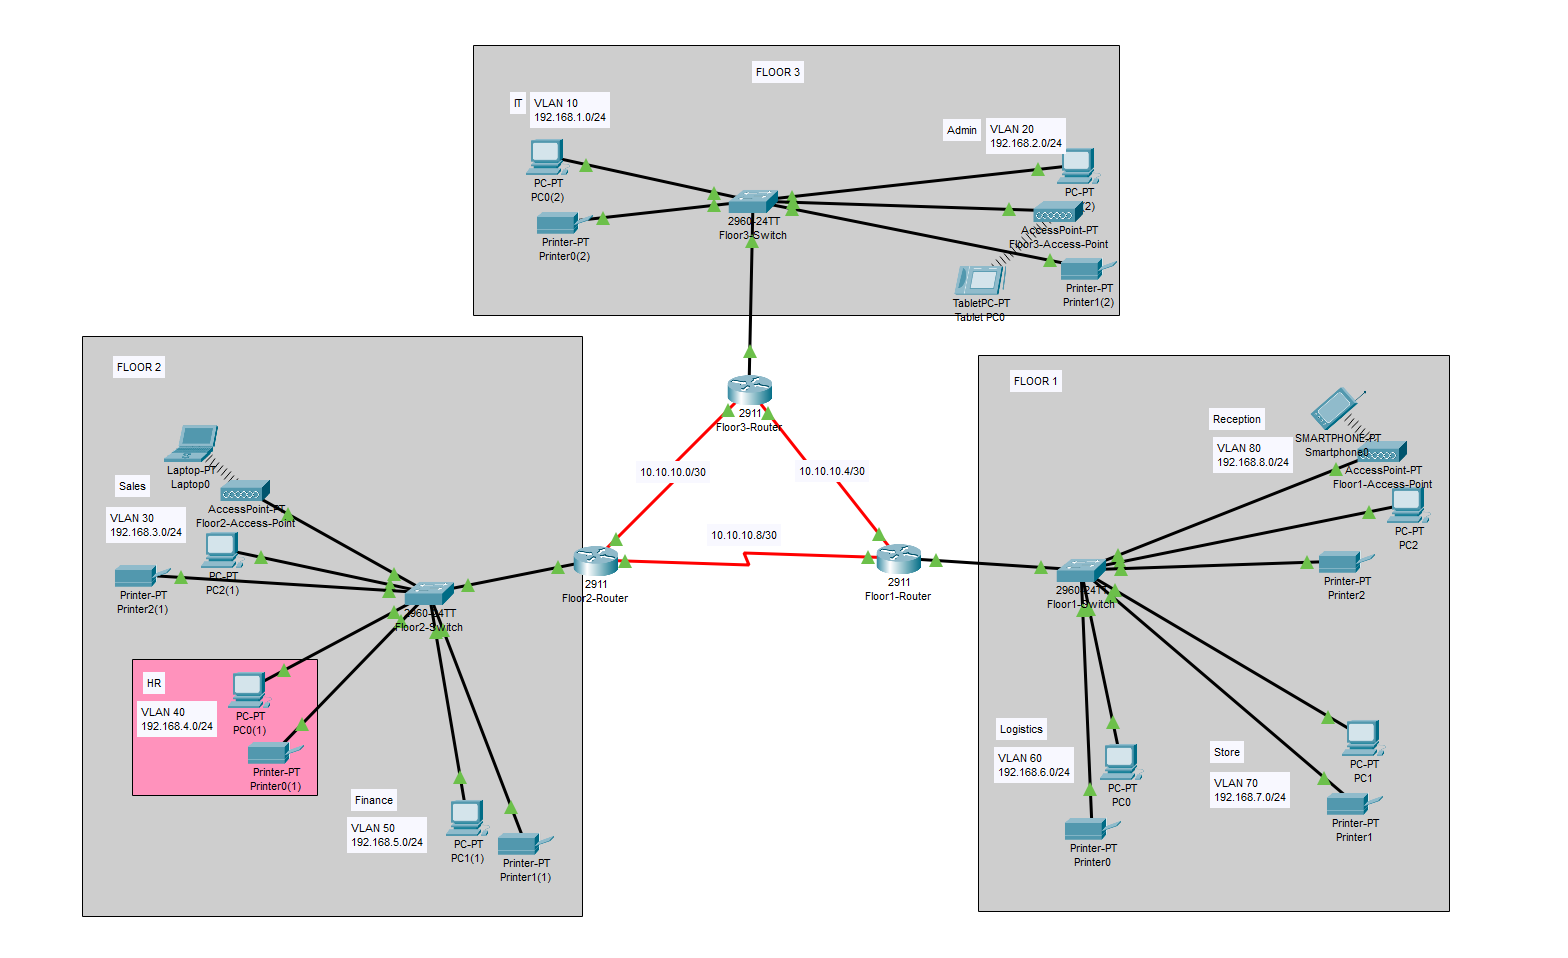 FLOOR 3
IT
VLAN 10
192.168.1.0/24
Admin
VLAN 20
192.168.2.0/24
PC-PT
PC0(2)
PC-PT
2)
Printer-PT
Printer0(2)
2960-24TT
Floor3-Switch
AccessPoint-PT
Floor3-Access-Point
TabletPC-PT
Tablet PC0
Printer-PT
Printer1(2)
2911
Floor3-Router
10.10.10.0/30
10.10.10.4/30
10.10.10.8/30
FLOOR 2
Laptop-PT
Laptop0
Sales
AccessPoint-PT
Floor2-Access-Point
VLAN 30
192.168.3.0/24
PC-PT
PC2(1)
Printer-PT
Printer2(1)
2960-24TT
Floor2-Switch
2911
Floor2-Router
HR
VLAN 40
192.168.4.0/24
PC-PT
PC0(1)
Printer-PT
Printer0(1)
Finance
VLAN 50
192.168.5.0/24
PC-PT
PC1(1)
Printer-PT
Printer1(1)
FLOOR 1
2911
Floor1-Router
Reception
VLAN 80
192.168.8.0/24
SMARTPHONE-PT
Smartphone0
AccessPoint-PT
Floor1-Access-Point
PC-PT
PC2
Printer-PT
Printer2
2960-24TT
Floor1-Switch
Logistics
VLAN 60
192.168.6.0/24
PC-PT
PC0
Printer-PT
Printer0
Store
VLAN 70
192.168.7.0/24
PC-PT
PC1
Printer-PT
Printer1